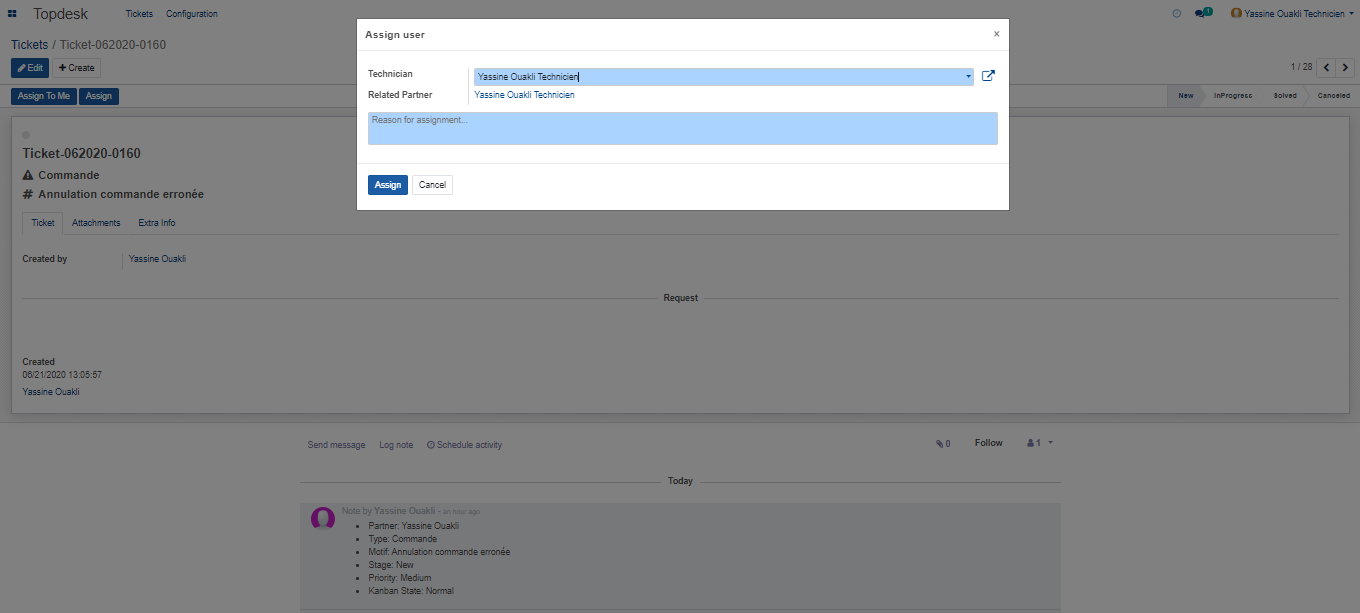 Topdesk Tickets Configuration 1 Yassine Ouakli Technicien
Tickets / Ticket-062020-0160
Edit + Create 1 / 28
Assign To Me Assign New InProgress Solved Canceled
Assign user ×
Technician Yassine Ouakli Technicien
Related Partner Yassine Ouakli Technicien
Reason for assignment...
Assign Cancel
Ticket-062020-0160
Commande
# Annulation commande erronée
Ticket Attachments Extra Info
Created by Yassine Ouakli
Request
Created
06/21/2020 13:05:57
Yassine Ouakli
Send message Log note Schedule activity 0 Follow 1
Today
Note by Yassine Ouakli - an hour ago
• Partner: Yassine Ouakli
• Type: Commande
• Motif: Annulation commande erronée
• Stage: New
• Priority: Medium
• Kanban State: Normal